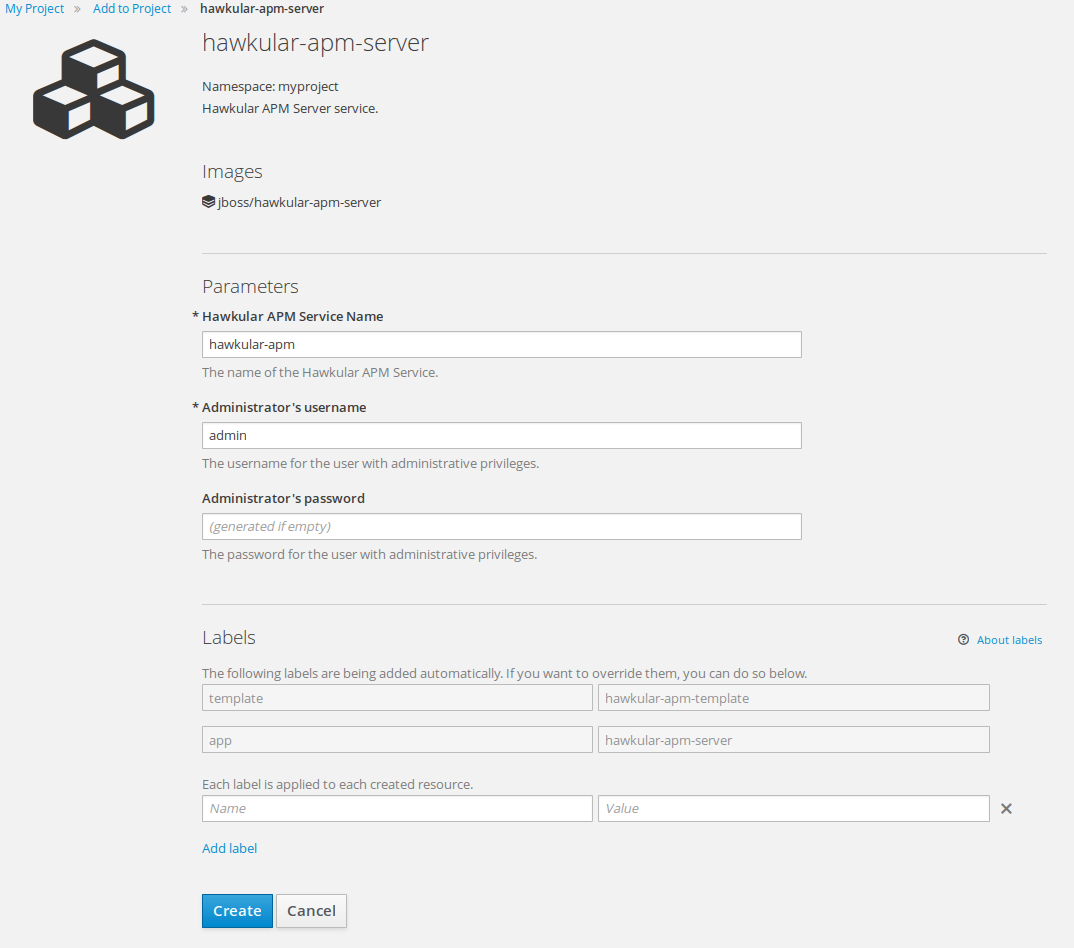 My Project » Add to Project » hawkular-apm-server
hawkular-apm-server
Namespace: myproject
Hawkular APM Server service.
Images
jboss/hawkular-apm-server
Parameters
* Hawkular APM Service Name
hawkular-apm
The name of the Hawkular APM Service.
* Administrator's username
admin
The username for the user with administrative privileges.
Administrator's password
(generated if empty)
The password for the user with administrative privileges.
Labels
? About labels
The following labels are being added automatically. If you want to override them, you can do so below.
template hawkular-apm-template
app hawkular-apm-server
Each label is applied to each created resource.
Name Value ×
Add label
Create Cancel